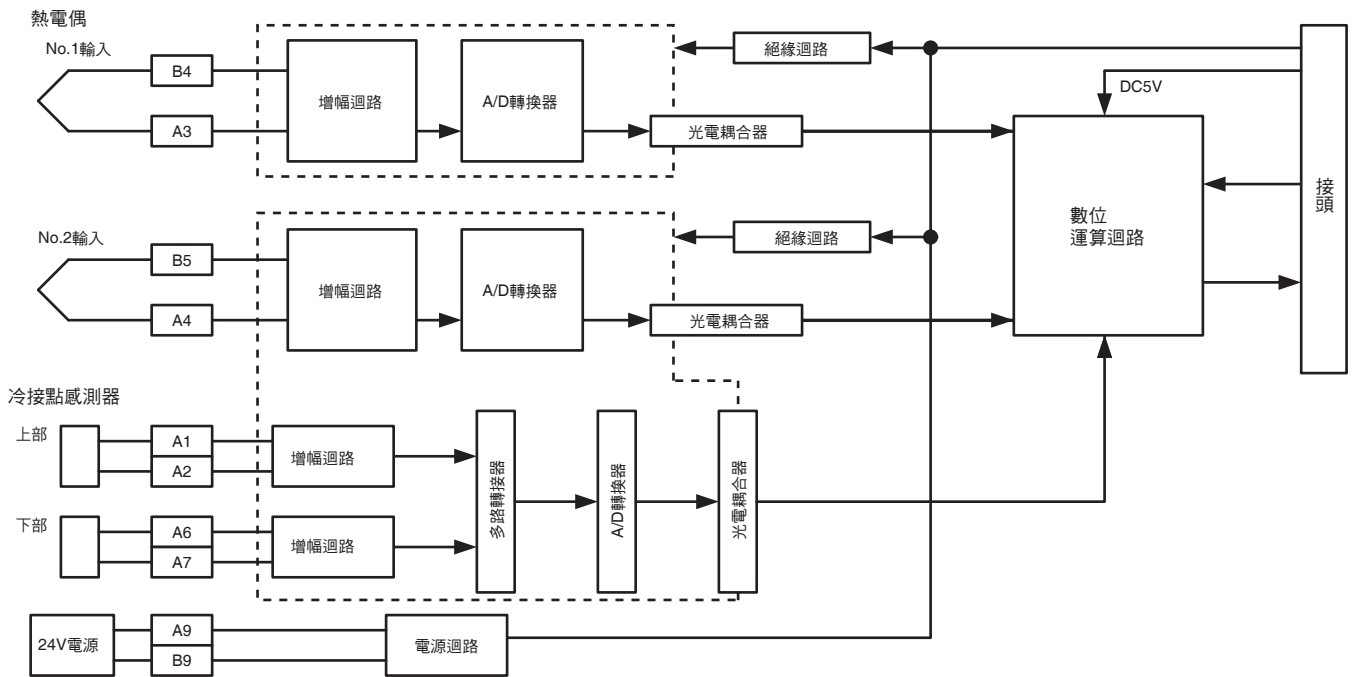 熱電偶
No.1輸入
B4
A3
增幅迴路
A/D轉換器
絕緣迴路
光電耦合器
DC5V
數位
運算迴路
接頭
No.2輸入
B5
A4
增幅迴路
A/D轉換器
絕緣迴路
光電耦合器
冷接點感測器
上部
A1
A2
增幅迴路
下部
A6
A7
增幅迴路
多路轉接器
A/D轉換器
光電耦合器
24V電源
A9
B9
電源迴路